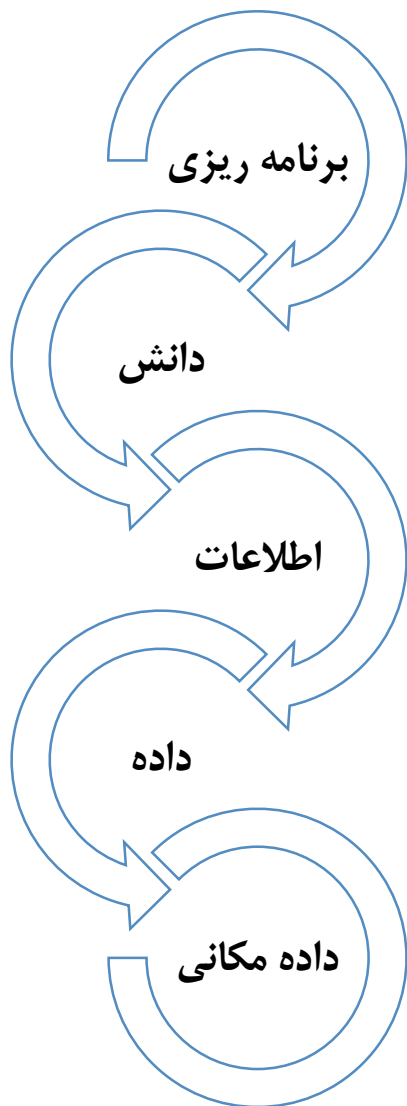 برنامه ریزی
دانش
اطلاعات
داده
داده مکانی